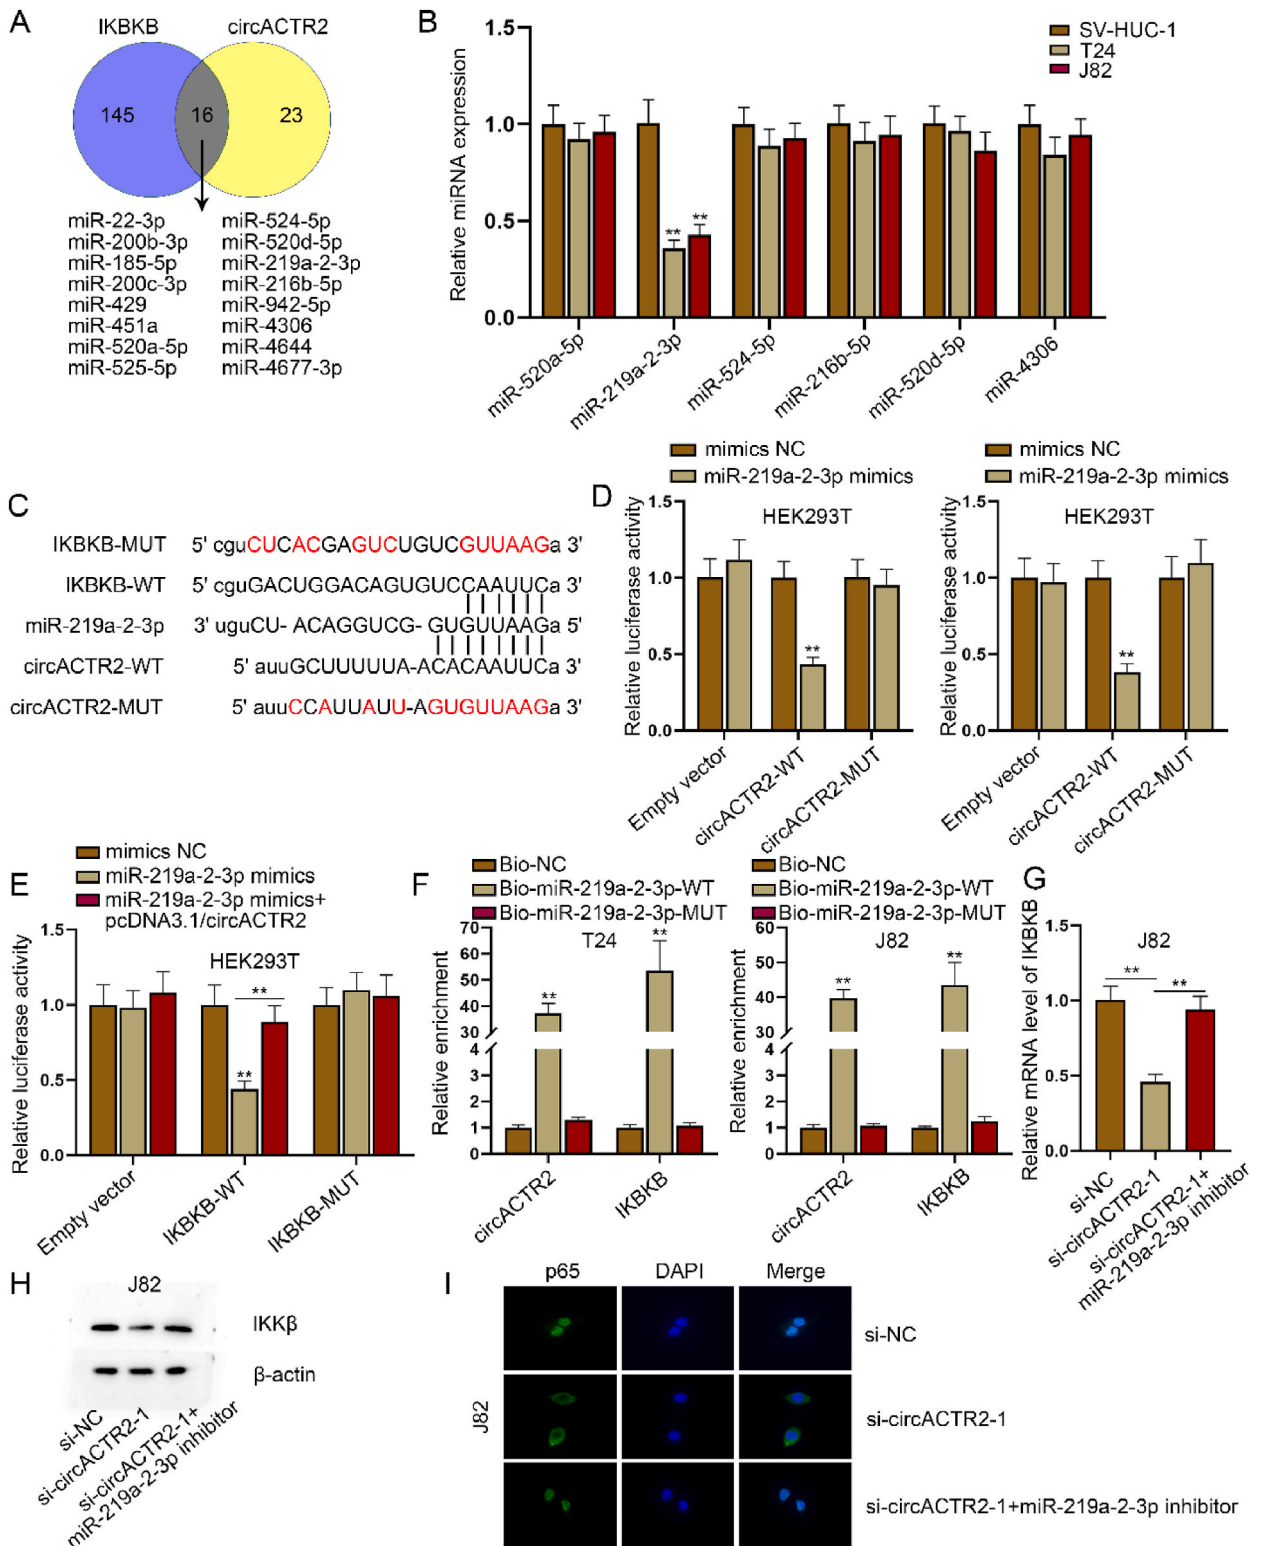 A
IKBKB
circACTR2
145
16
23
miR-22-3p
miR-200b-3p
miR-185-5p
miR-200c-3p
miR-429
miR-451a
miR-520a-5p
miR-525-5p
miR-524-5p
miR-520d-5p
miR-219a-2-3p
miR-216b-5p
miR-942-5p
miR-4306
miR-4644
miR-4677-3p
B
SV-HUC-1
T24
J82
Relative miRNA expression
1.5
1.0
0.5
0.0
** **
miR-520a-5p
miR-219a-2-3p
miR-524-5p
miR-216b-5p
miR-520d-5p
miR-4306
C
IKBKB-MUT 5' cguCUCACGAGUCUGUCGUUAAGa 3'
IKBKB-WT 5' cguGACUGGACAGUGUCCAAUUCa 3'
miR-219a-2-3p 3' uguCU- ACAGGUCG- GUGUUAAGa 5'
circACTR2-WT 5' auuGCUUUUUA-ACACAAUUCa 3'
circACTR2-MUT 5' auuCCAUUAUU-AGUGUUAAGa 3'
D
mimics NC
miR-219a-2-3p mimics
HEK293T
Relative luciferase activity
1.5
1.0
0.5
0.0
**
Empty vector
circACTR2-WT
circACTR2-MUT
mimics NC
miR-219a-2-3p mimics
HEK293T
Relative luciferase activity
1.5
1.0
0.5
0.0
**
Empty vector
circACTR2-WT
circACTR2-MUT
E
mimics NC
miR-219a-2-3p mimics
miR-219a-2-3p mimics+
pcDNA3.1/circACTR2
HEK293T
Relative luciferase activity
1.5
1.0
0.5
0.0
**
**
Empty vector
IKBKB-WT
IKBKB-MUT
F
Bio-NC
Bio-miR-219a-2-3p-WT
Bio-miR-219a-2-3p-MUT
T24
Relative enrichment
70
60
50
40
30
4
3
2
1
0
**
**
circACTR2
IKBKB
Bio-NC
Bio-miR-219a-2-3p-WT
Bio-miR-219a-2-3p-MUT
J82
Relative enrichment
60
50
40
30
4
3
2
1
0
**
**
circACTR2
IKBKB
G
J82
Relative mRNA level of IKBKB
1.5
1.0
0.5
0.0
**
**
si-NC
si-circACTR2-1
si-circACTR2-1+
miR-219a-2-3p inhibitor
H
J82
IKKβ
β-actin
si-NC
si-circACTR2-1
si-circACTR2-1+
miR-219a-2-3p inhibitor
I
p65 DAPI Merge
J82
si-NC
si-circACTR2-1
si-circACTR2-1+miR-219a-2-3p inhibitor